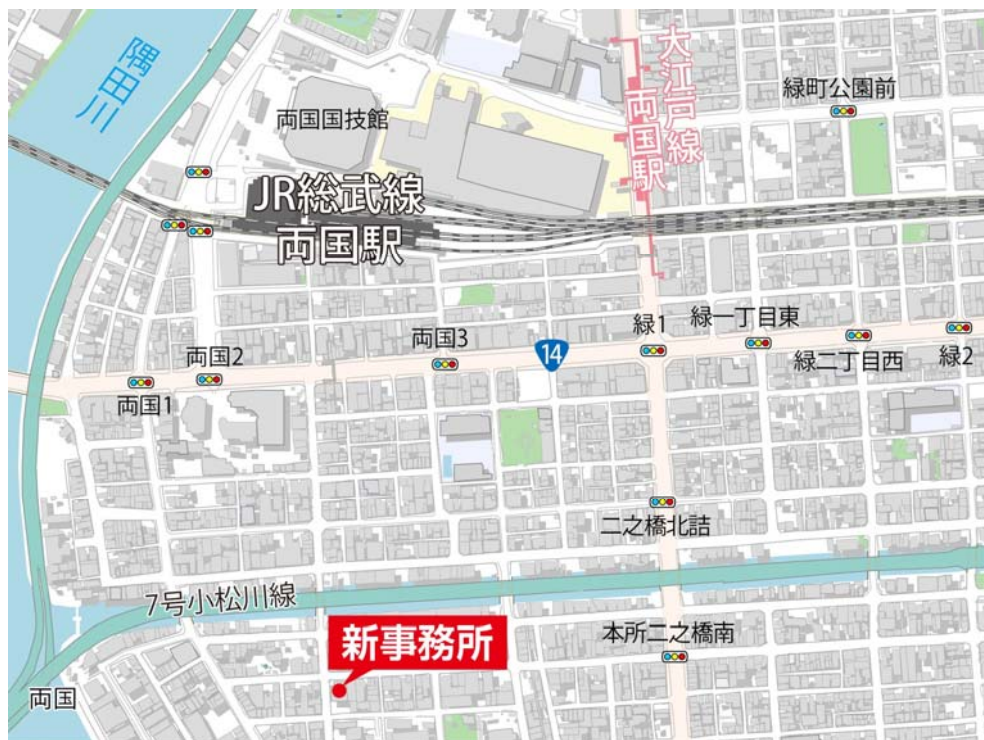 隅田川
大江戸線
両国駅
緑町公園前
両国国技館
JR総武線
両国駅
緑1
緑一丁目東
両国3
14
両国2
緑二丁目西
緑2
両国1
二之橋北詰
7号小松川線
新事務所
本所二之橋南
両国